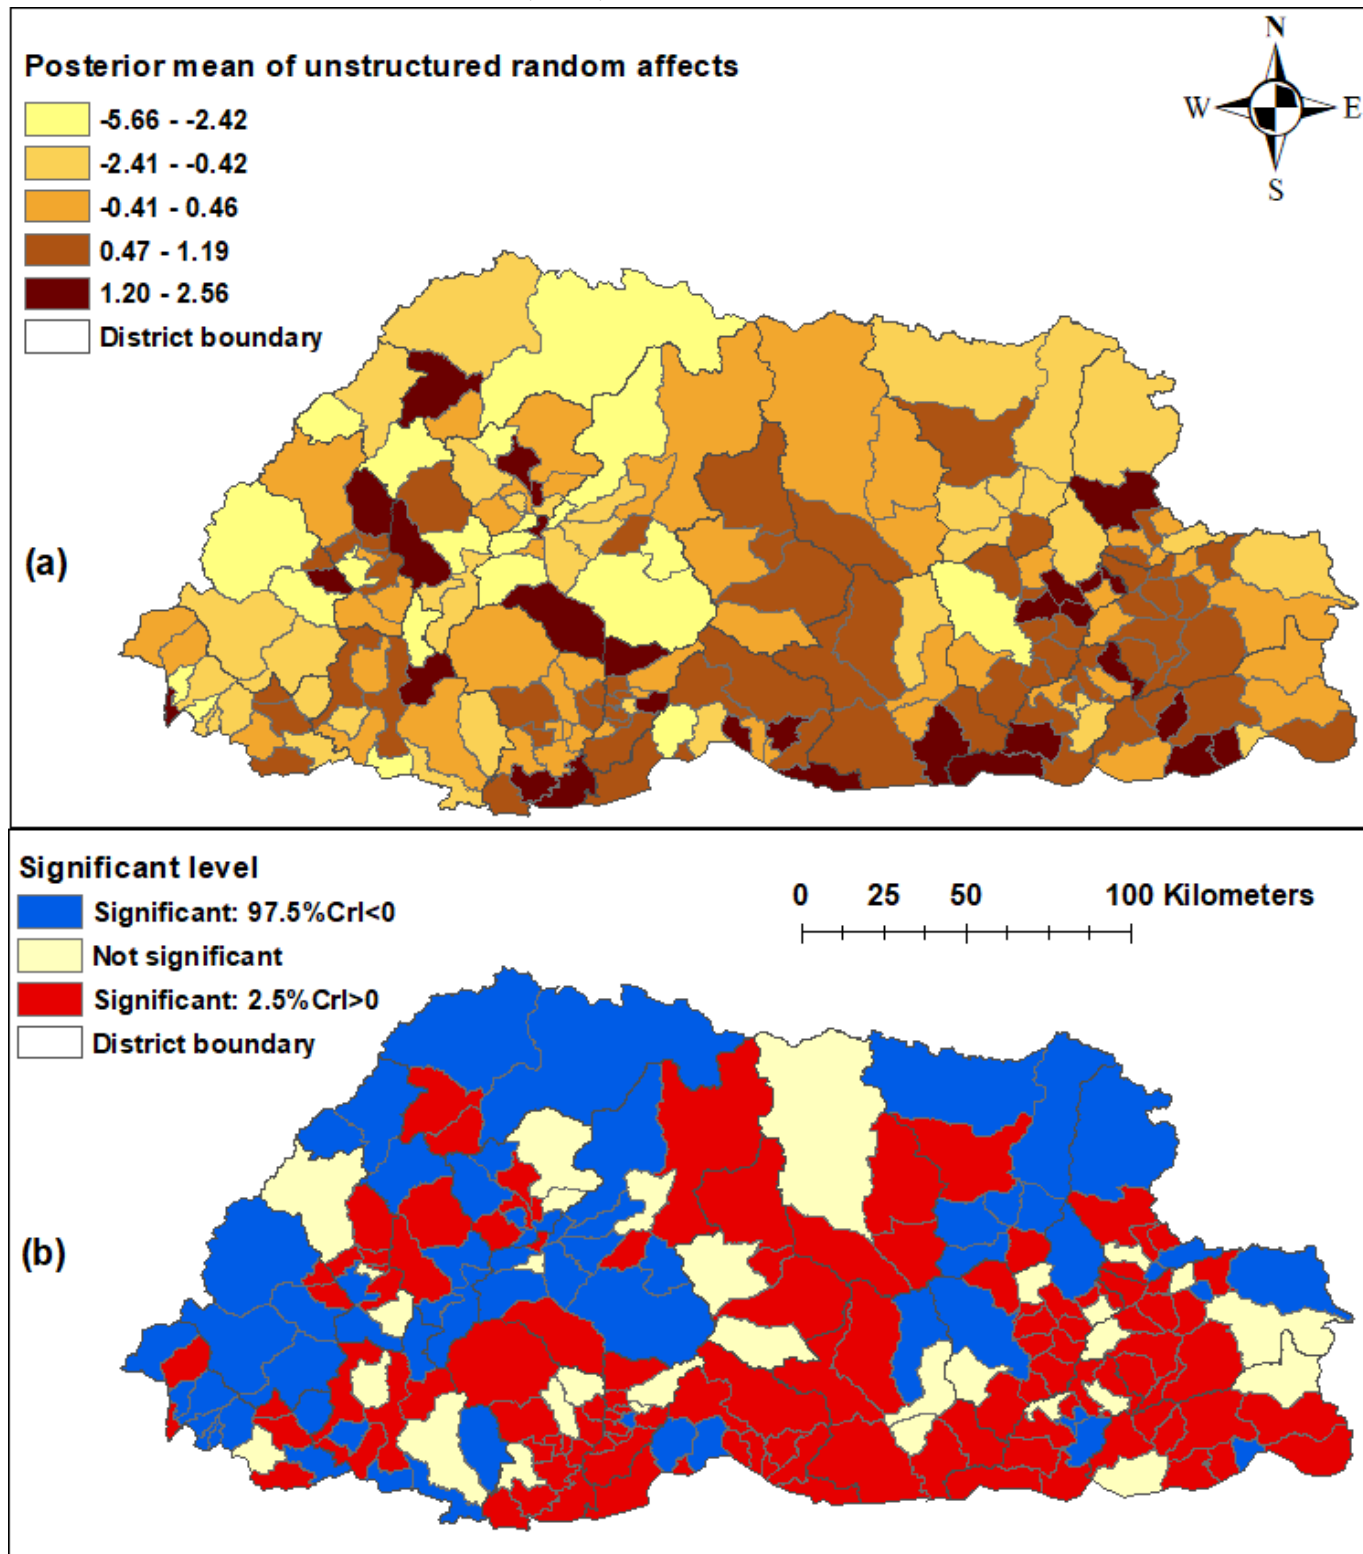 N
W E
S
Posterior mean of unstructured random affects
-5.66 - -2.42
-2.41 - -0.42
-0.41 - 0.46
0.47 - 1.19
1.20 - 2.56
District boundary
(a)
Significant level
Significant: 97.5%CrI<0
Not significant
Significant: 2.5%CrI>0
District boundary
0 25 50 100 Kilometers
(b)